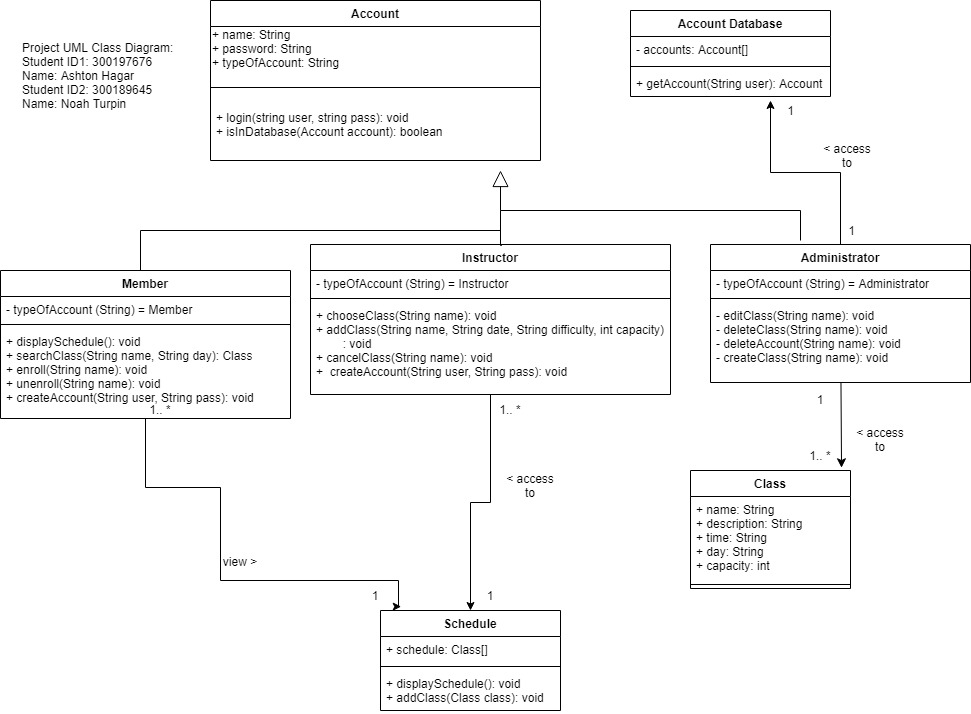 Project UML Class Diagram:
Student ID1: 300197676
Name: Ashton Hagar
Student ID2: 300189645
Name: Noah Turpin
Account
+ name: String
+ password: String
+ typeOfAccount: String
+ login(string user, string pass): void
+ isInDatabase(Account account): boolean
Account Database
- accounts: Account[]
+ getAccount(String user): Account
1
< access
to
1
Member
- typeOfAccount (String) = Member
+ displaySchedule(): void
+ searchClass(String name, String day): Class
+ enroll(String name): void
+ unenroll(String name): void
+ createAccount(String user, String pass): void
1.. *
Instructor
- typeOfAccount (String) = Instructor
+ chooseClass(String name): void
+ addClass(String name, String date, String difficulty, int capacity)
: void
+ cancelClass(String name): void
+ createAccount(String user, String pass): void
1.. *
Administrator
- typeOfAccount (String) = Administrator
- editClass(String name): void
- deleteClass(String name): void
- deleteAccount(String name): void
- createClass(String name): void
1
< access
to
1.. *
< access
to
Class
+ name: String
+ description: String
+ time: String
+ day: String
+ capacity: int
view >
1
1
Schedule
+ schedule: Class[]
+ displaySchedule(): void
+ addClass(Class class): void